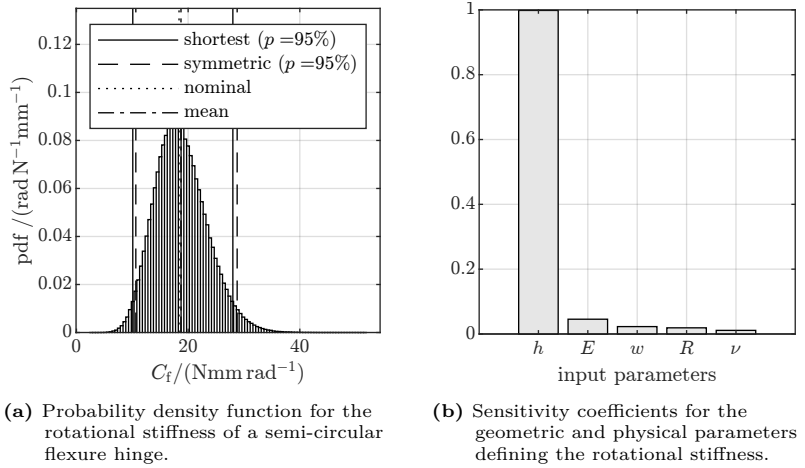 0.12
0.1
0.08
0.06
0.04
0.02
0
pdf /(rad N⁻¹mm⁻¹)
shortest (p =95%)
symmetric (p =95%)
nominal
mean
0 20 40
C_f/(Nmm rad⁻¹)
(a) Probability density function for the
rotational stiffness of a semi-circular
flexure hinge.
1
0.8
0.6
0.4
0.2
0
h E w R ν
input parameters
(b) Sensitivity coefficients for the
geometric and physical parameters
defining the rotational stiffness.